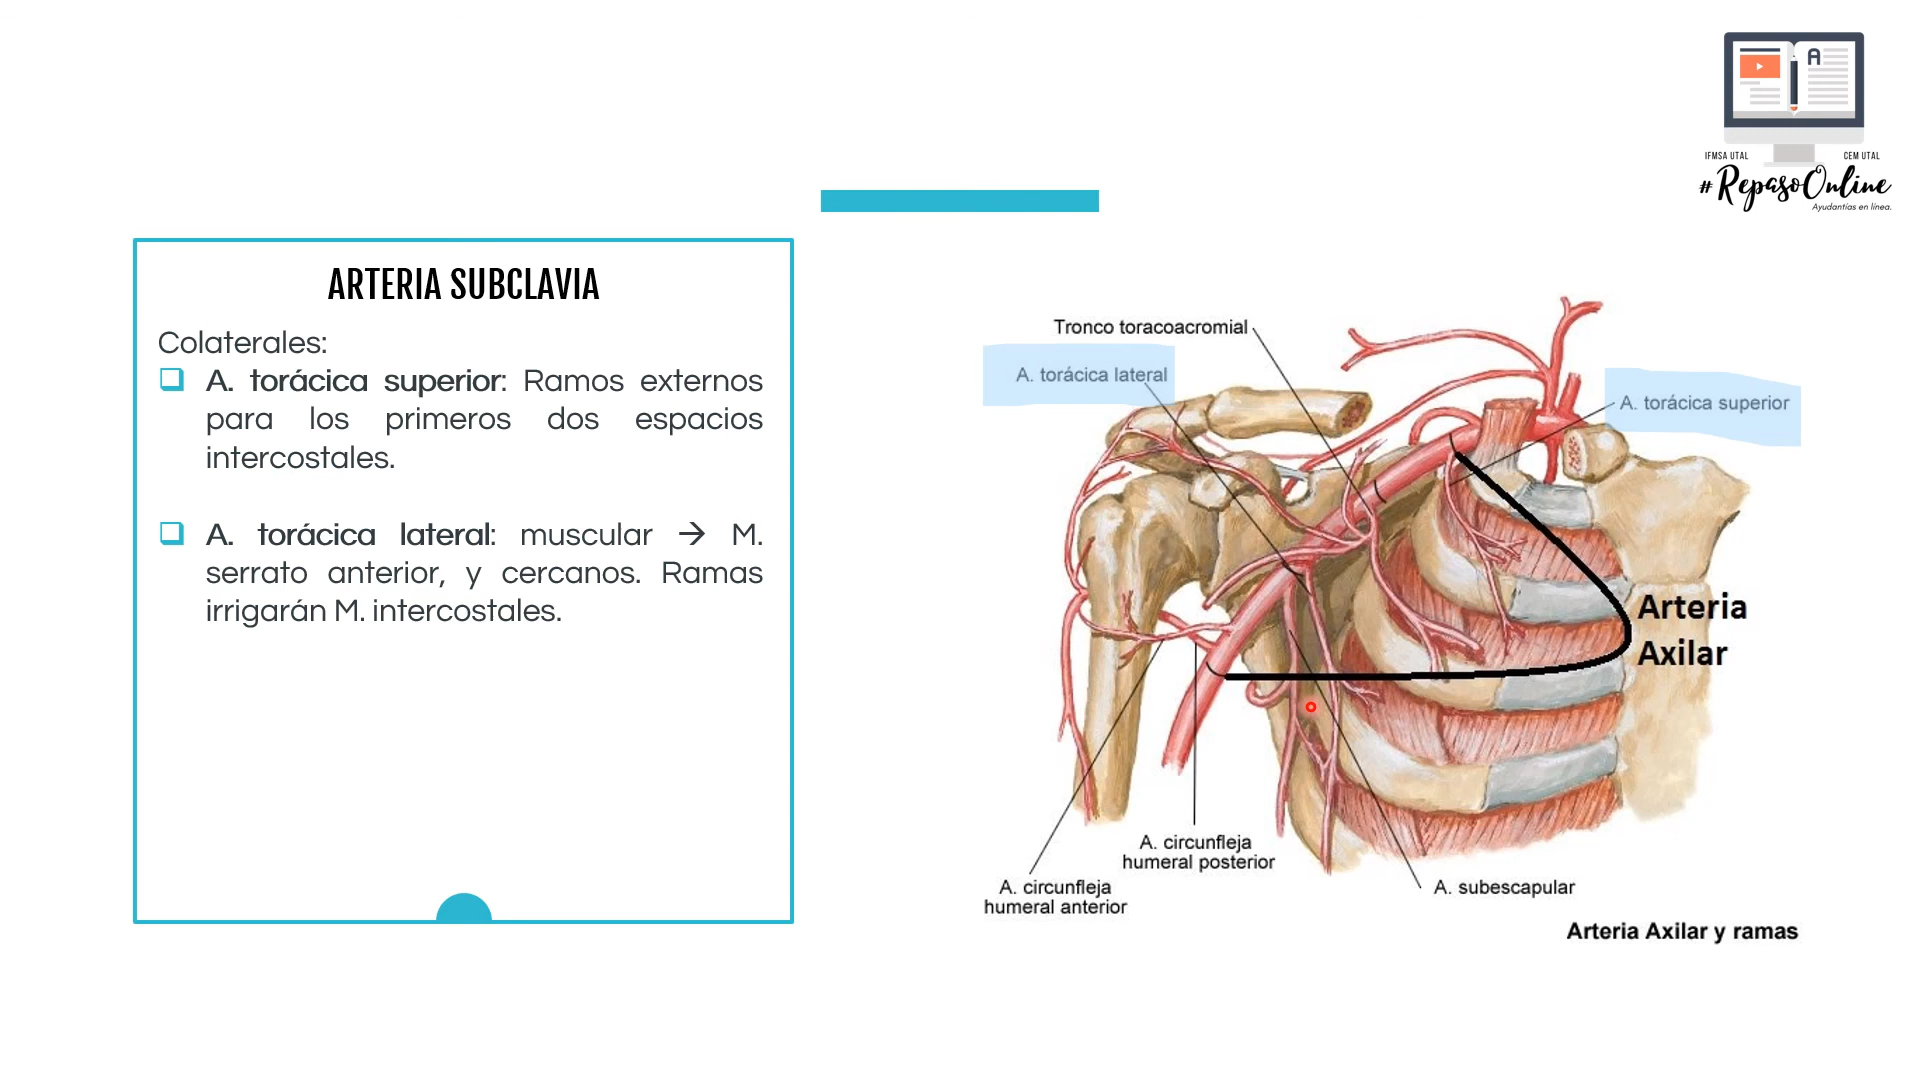 A
IFMSA UTAL
CEM UTAL
#RepasoOnline
Ayudantías en línea.
ARTERIA SUBCLAVIA
Colaterales:
❑ A. torácica superior: Ramos externos
para los primeros dos espacios
intercostales.
❑ A. torácica lateral: muscular → M.
serrato anterior, y cercanos. Ramas
irrigarán M. intercostales.
Tronco toracoacromial
A. torácica lateral
A. torácica superior
Arteria
Axilar
A. circunfleja
humeral posterior
A. circunfleja
humeral anterior
A. subescapular
Arteria Axilar y ramas